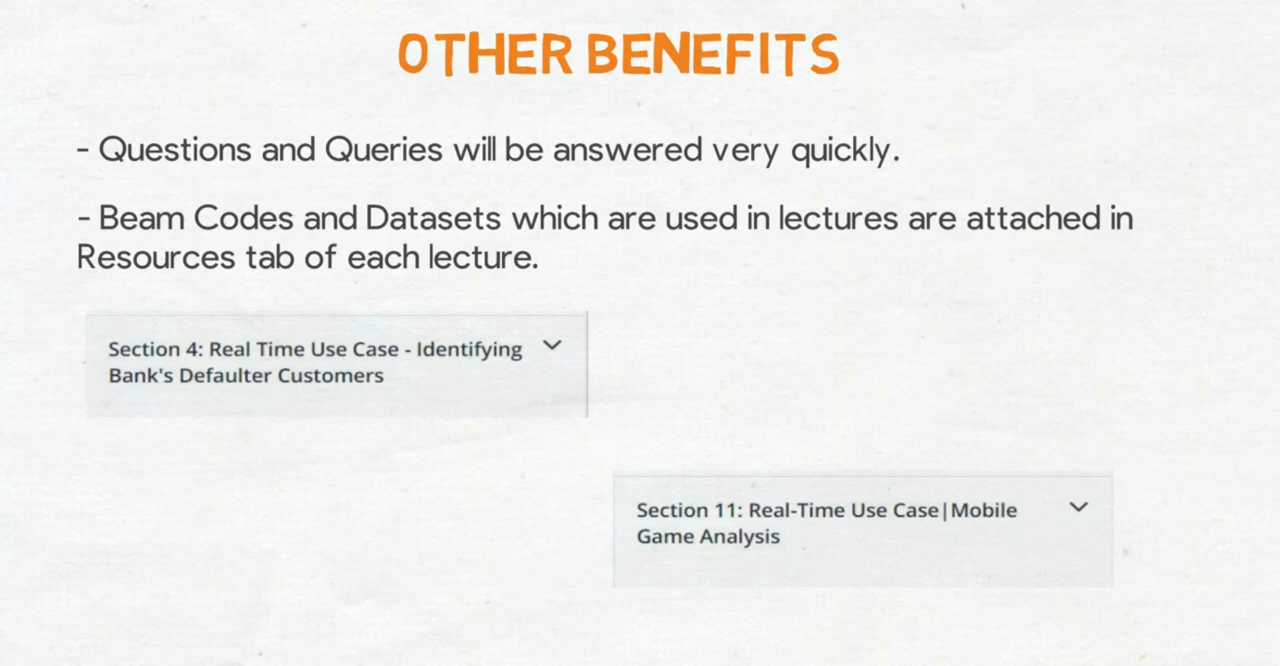 OTHER BENEFITS
- Questions and Queries will be answered very quickly.
- Beam Codes and Datasets which are used in lectures are attached in
Resources tab of each lecture.
Section 4: Real Time Use Case - Identifying
Bank's Defaulter Customers
Section 11: Real-Time Use Case|Mobile
Game Analysis